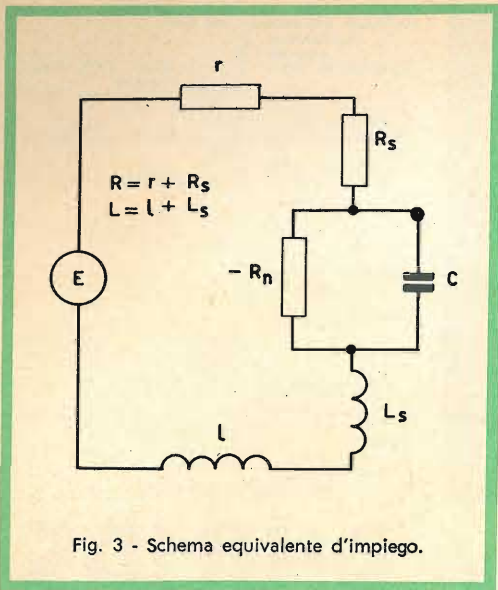 r
Rs
R = r + Rs
L = l + Ls
E
- Rn
C
Ls
l
Fig. 3 - Schema equivalente d'impiego.